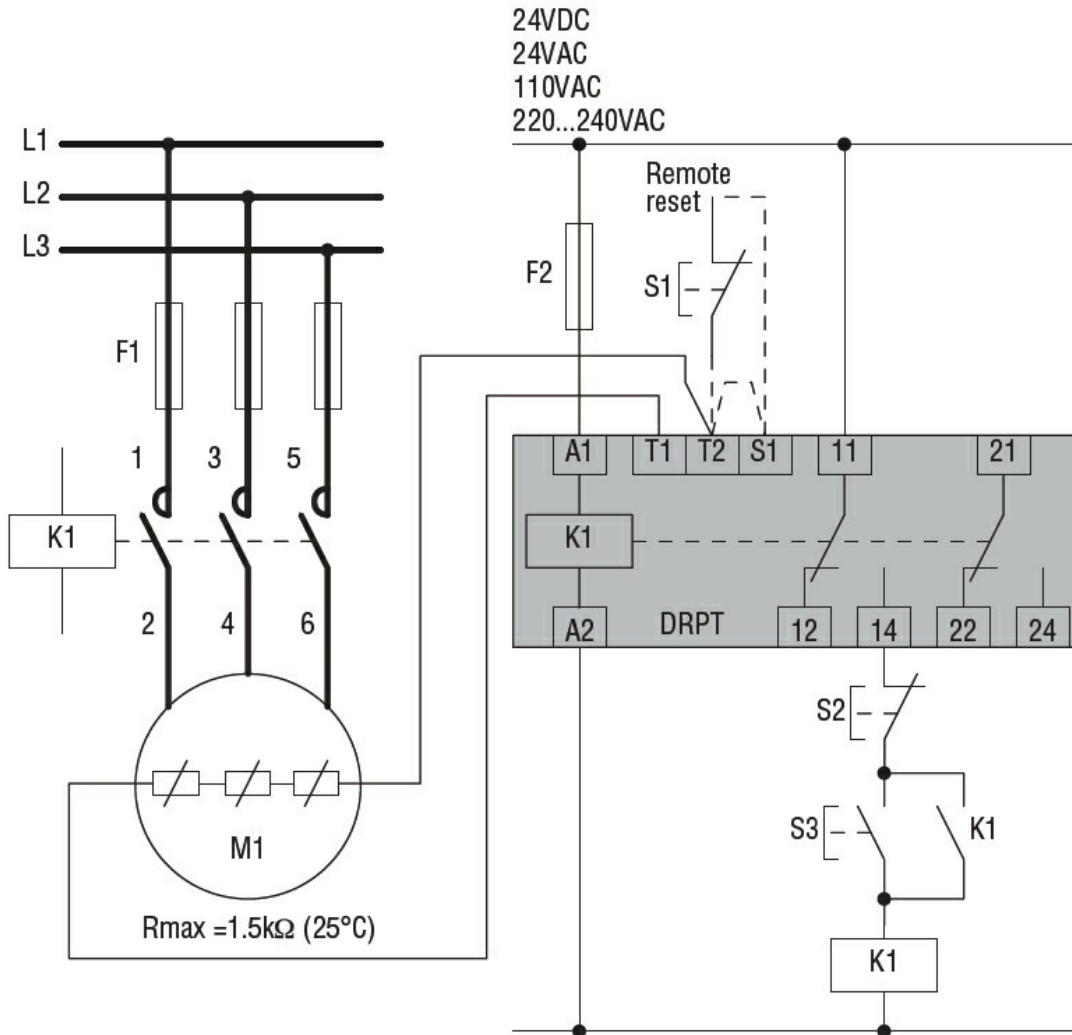 24VDC
24VAC
110VAC
220...240VAC
L1
L2
L3
Remote
reset
F2
S1
F1
1
3
5
A1
T1
T2
S1
11
21
K1
K1
2
4
6
A2
DRPT
12
14
22
24
S2
S3
K1
M1
Rmax =1.5kΩ (25°C)
K1